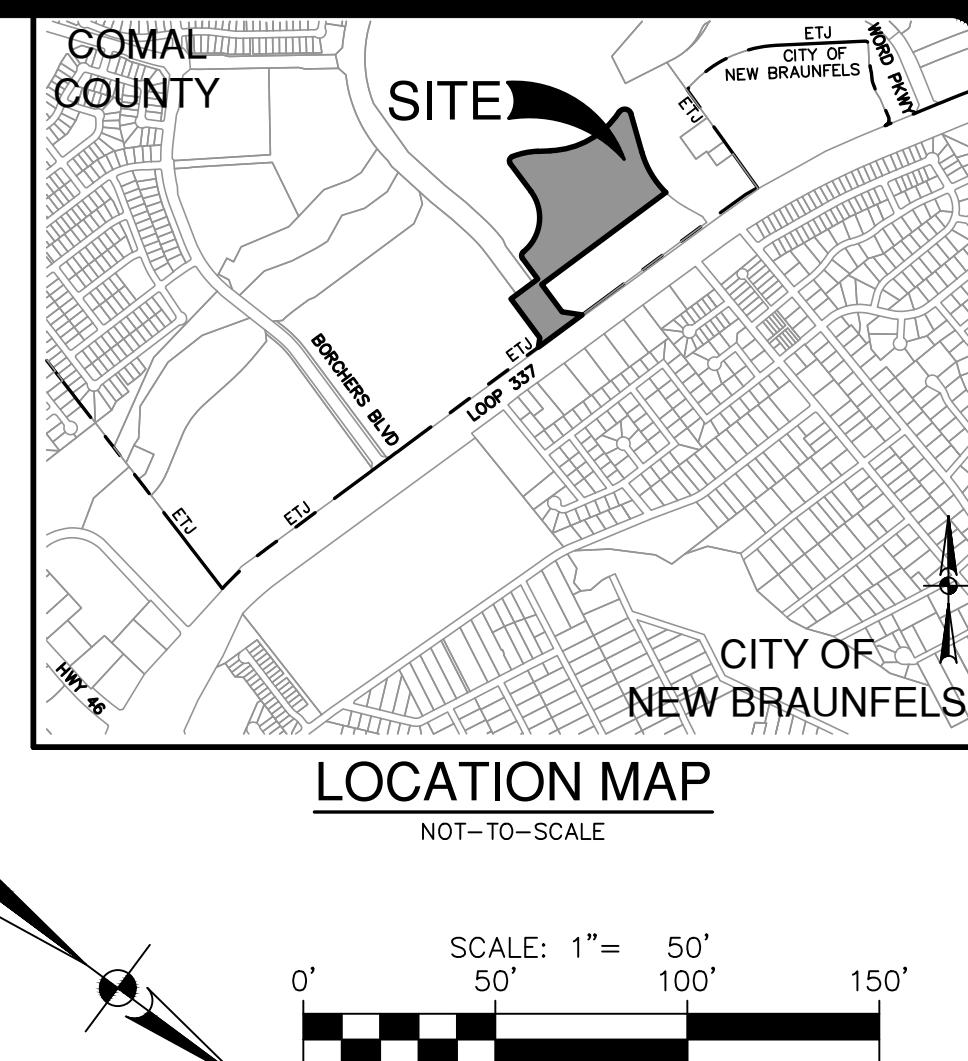 COMAL
COUNTY
SITE
ETJ
CITY OF
NEW BRAUNFELS
WORD PKWY
ETJ
BORCHERS BLVD
ETJ
LOOP 337
ETJ
ETJ
HWY 46
CITY OF
NEW BRAUNFELS
LOCATION MAP
NOT-TO-SCALE
SCALE: 1"= 50'
0' 50' 100' 150'